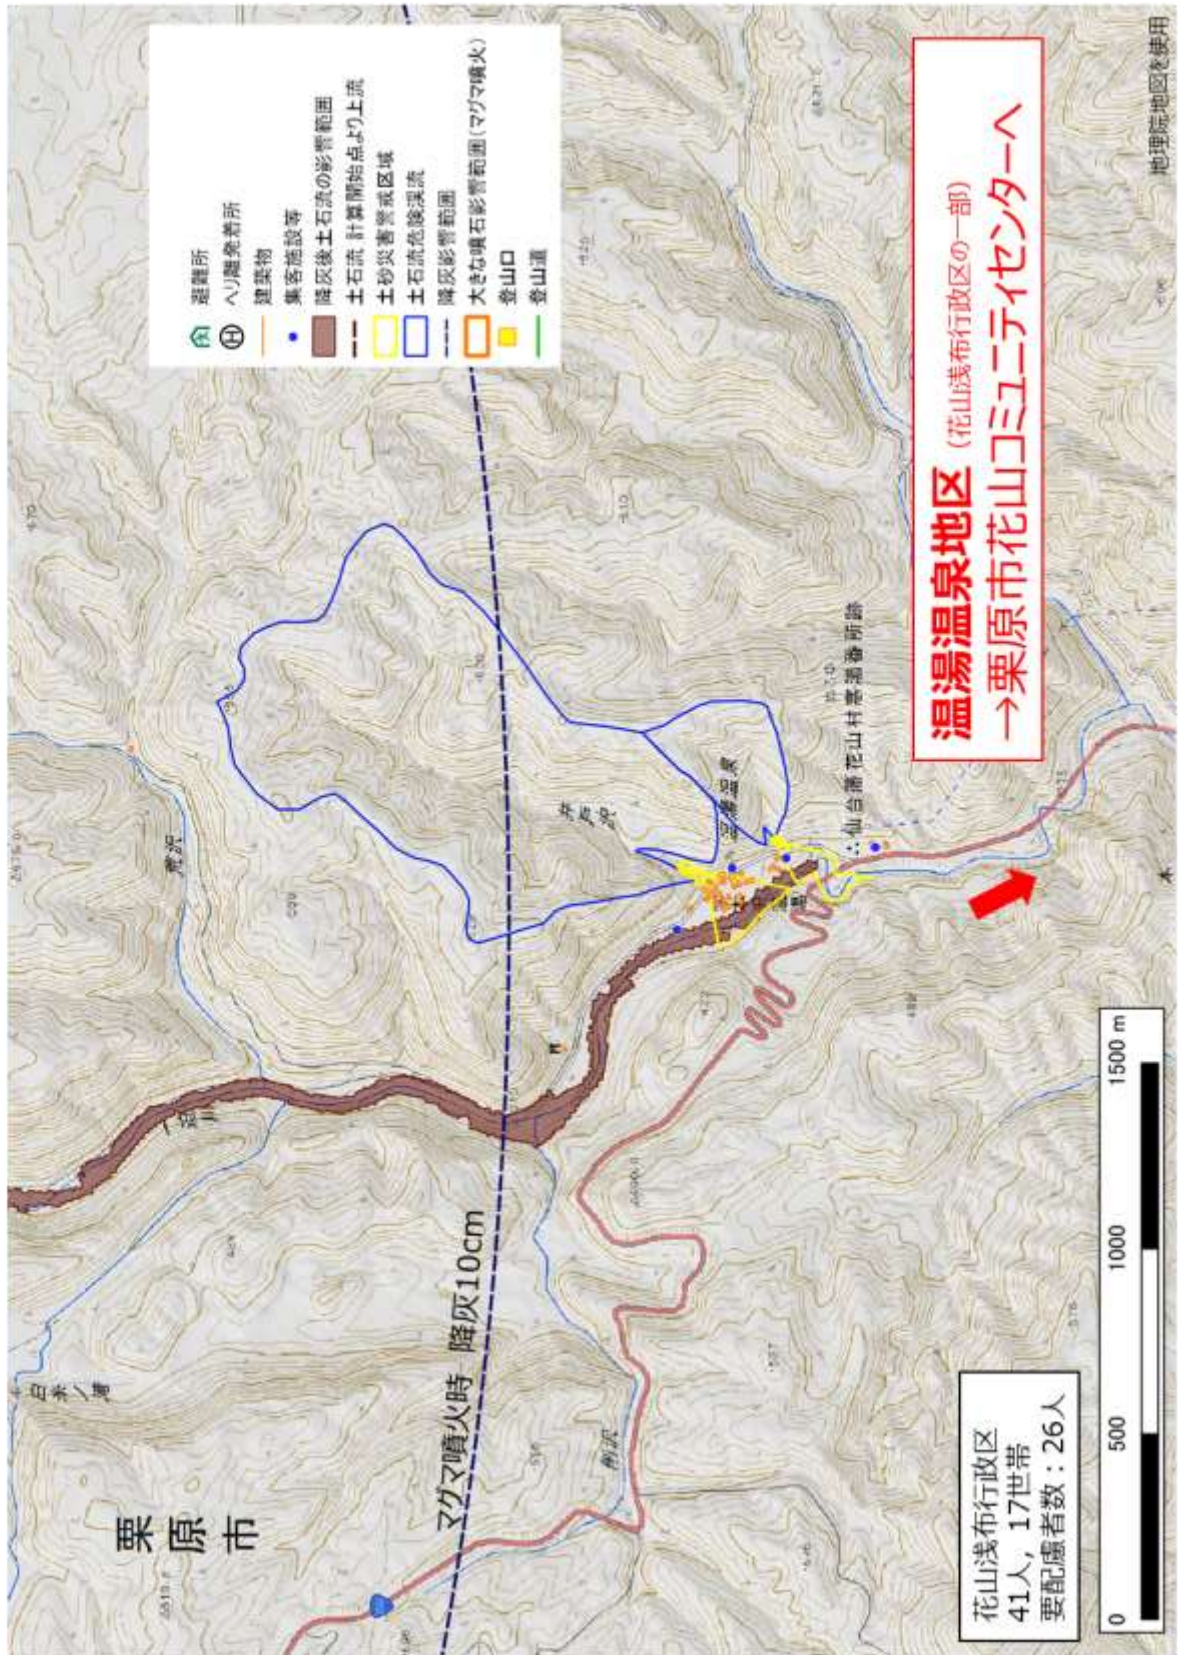 避難所
ヘリ離発着所
建築物
集客施設等
降灰後土石流の影響範囲
土石流 計算開始点より上流
土砂災害警戒区域
土石流危険渓流
降灰影響範囲
大きな噴石影響範囲(マグマ噴火)
登山口
登山道
栗原市
白糸ノ滝
荒沢
マグマ噴火時 降灰10cm
温湯温泉
∴仙台藩花山村寒湯番所跡
温湯温泉地区 (花山浅布行政区の一部)
→栗原市花山コミュニティセンターへ
花山浅布行政区
41人, 17世帯
要配慮者数:26人
0 500 1000 1500 m
地理院地図を使用